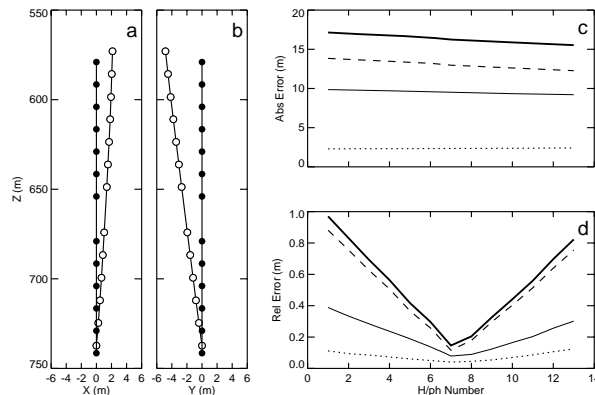 a
b
c
d
550
600
650
700
750
Z (m)
-6 -4 -2 0 2 4 6
X (m)
-6 -4 -2 0 2 4 6
Y (m)
20
15
10
5
0
Abs Error (m)
1.0
0.8
0.6
0.4
0.2
0.0
Rel Error (m)
0 2 4 6 8 10 12 14
H/ph Number